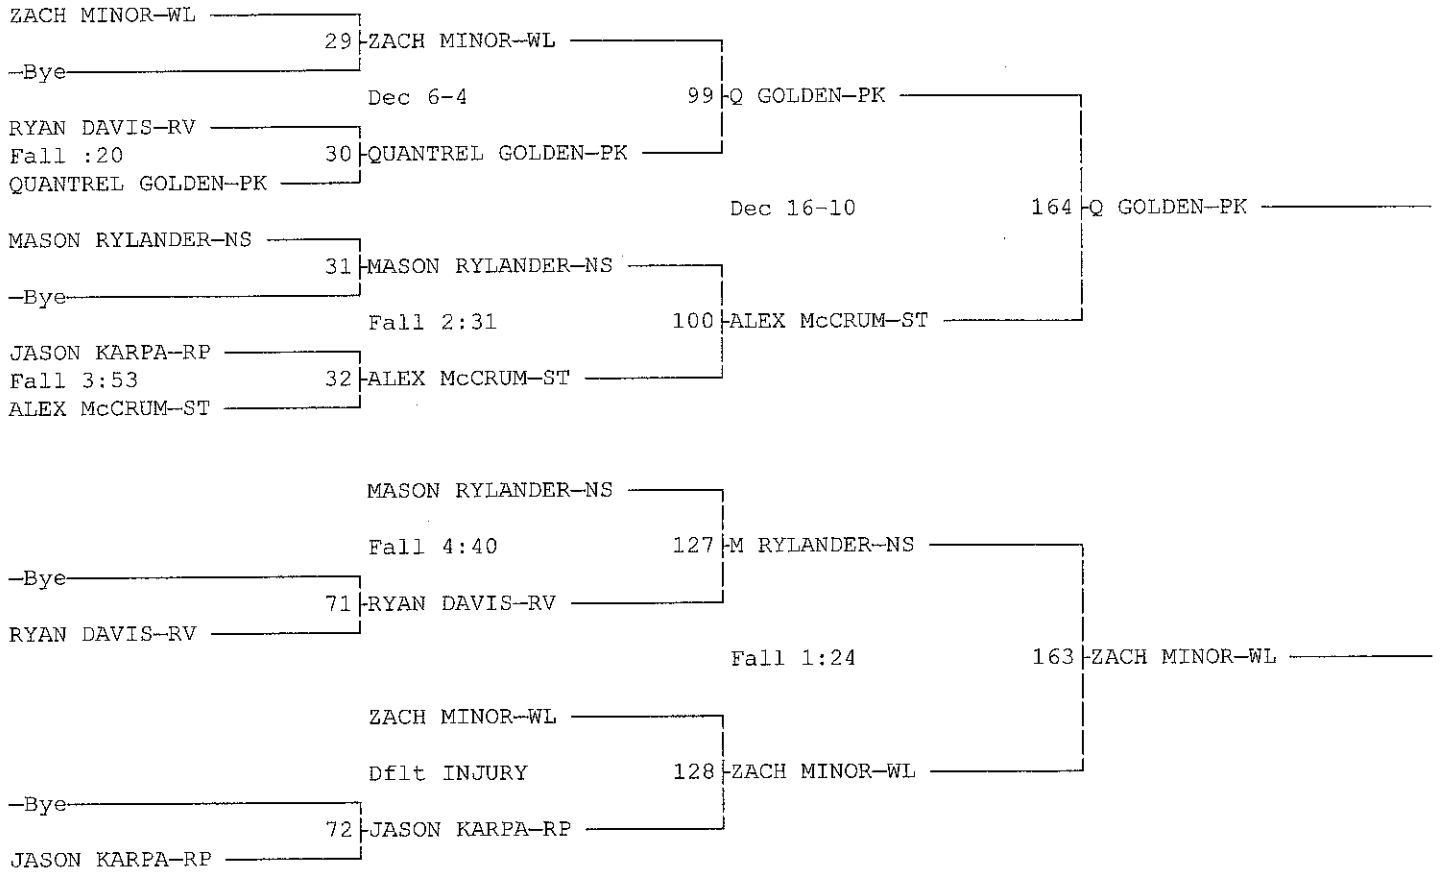 ZACH MINOR—WL
29 ZACH MINOR—WL
—Bye
Dec 6-4 99 Q GOLDEN—PK
RYAN DAVIS—RV
Fall :20 30 QUANTREL GOLDEN—PK
QUANTREL GOLDEN—PK
Dec 16-10 164 Q GOLDEN—PK
MASON RYLANDER—NS
31 MASON RYLANDER—NS
—Bye
Fall 2:31 100 ALEX McCRUM—ST
JASON KARPA—RP
Fall 3:53 32 ALEX McCRUM—ST
ALEX McCRUM—ST
MASON RYLANDER—NS
Fall 4:40 127 M RYLANDER—NS
—Bye
71 RYAN DAVIS—RV
RYAN DAVIS—RV
Fall 1:24 163 ZACH MINOR—WL
ZACH MINOR—WL
Dflt INJURY 128 ZACH MINOR—WL
—Bye
72 JASON KARPA—RP
JASON KARPA—RP